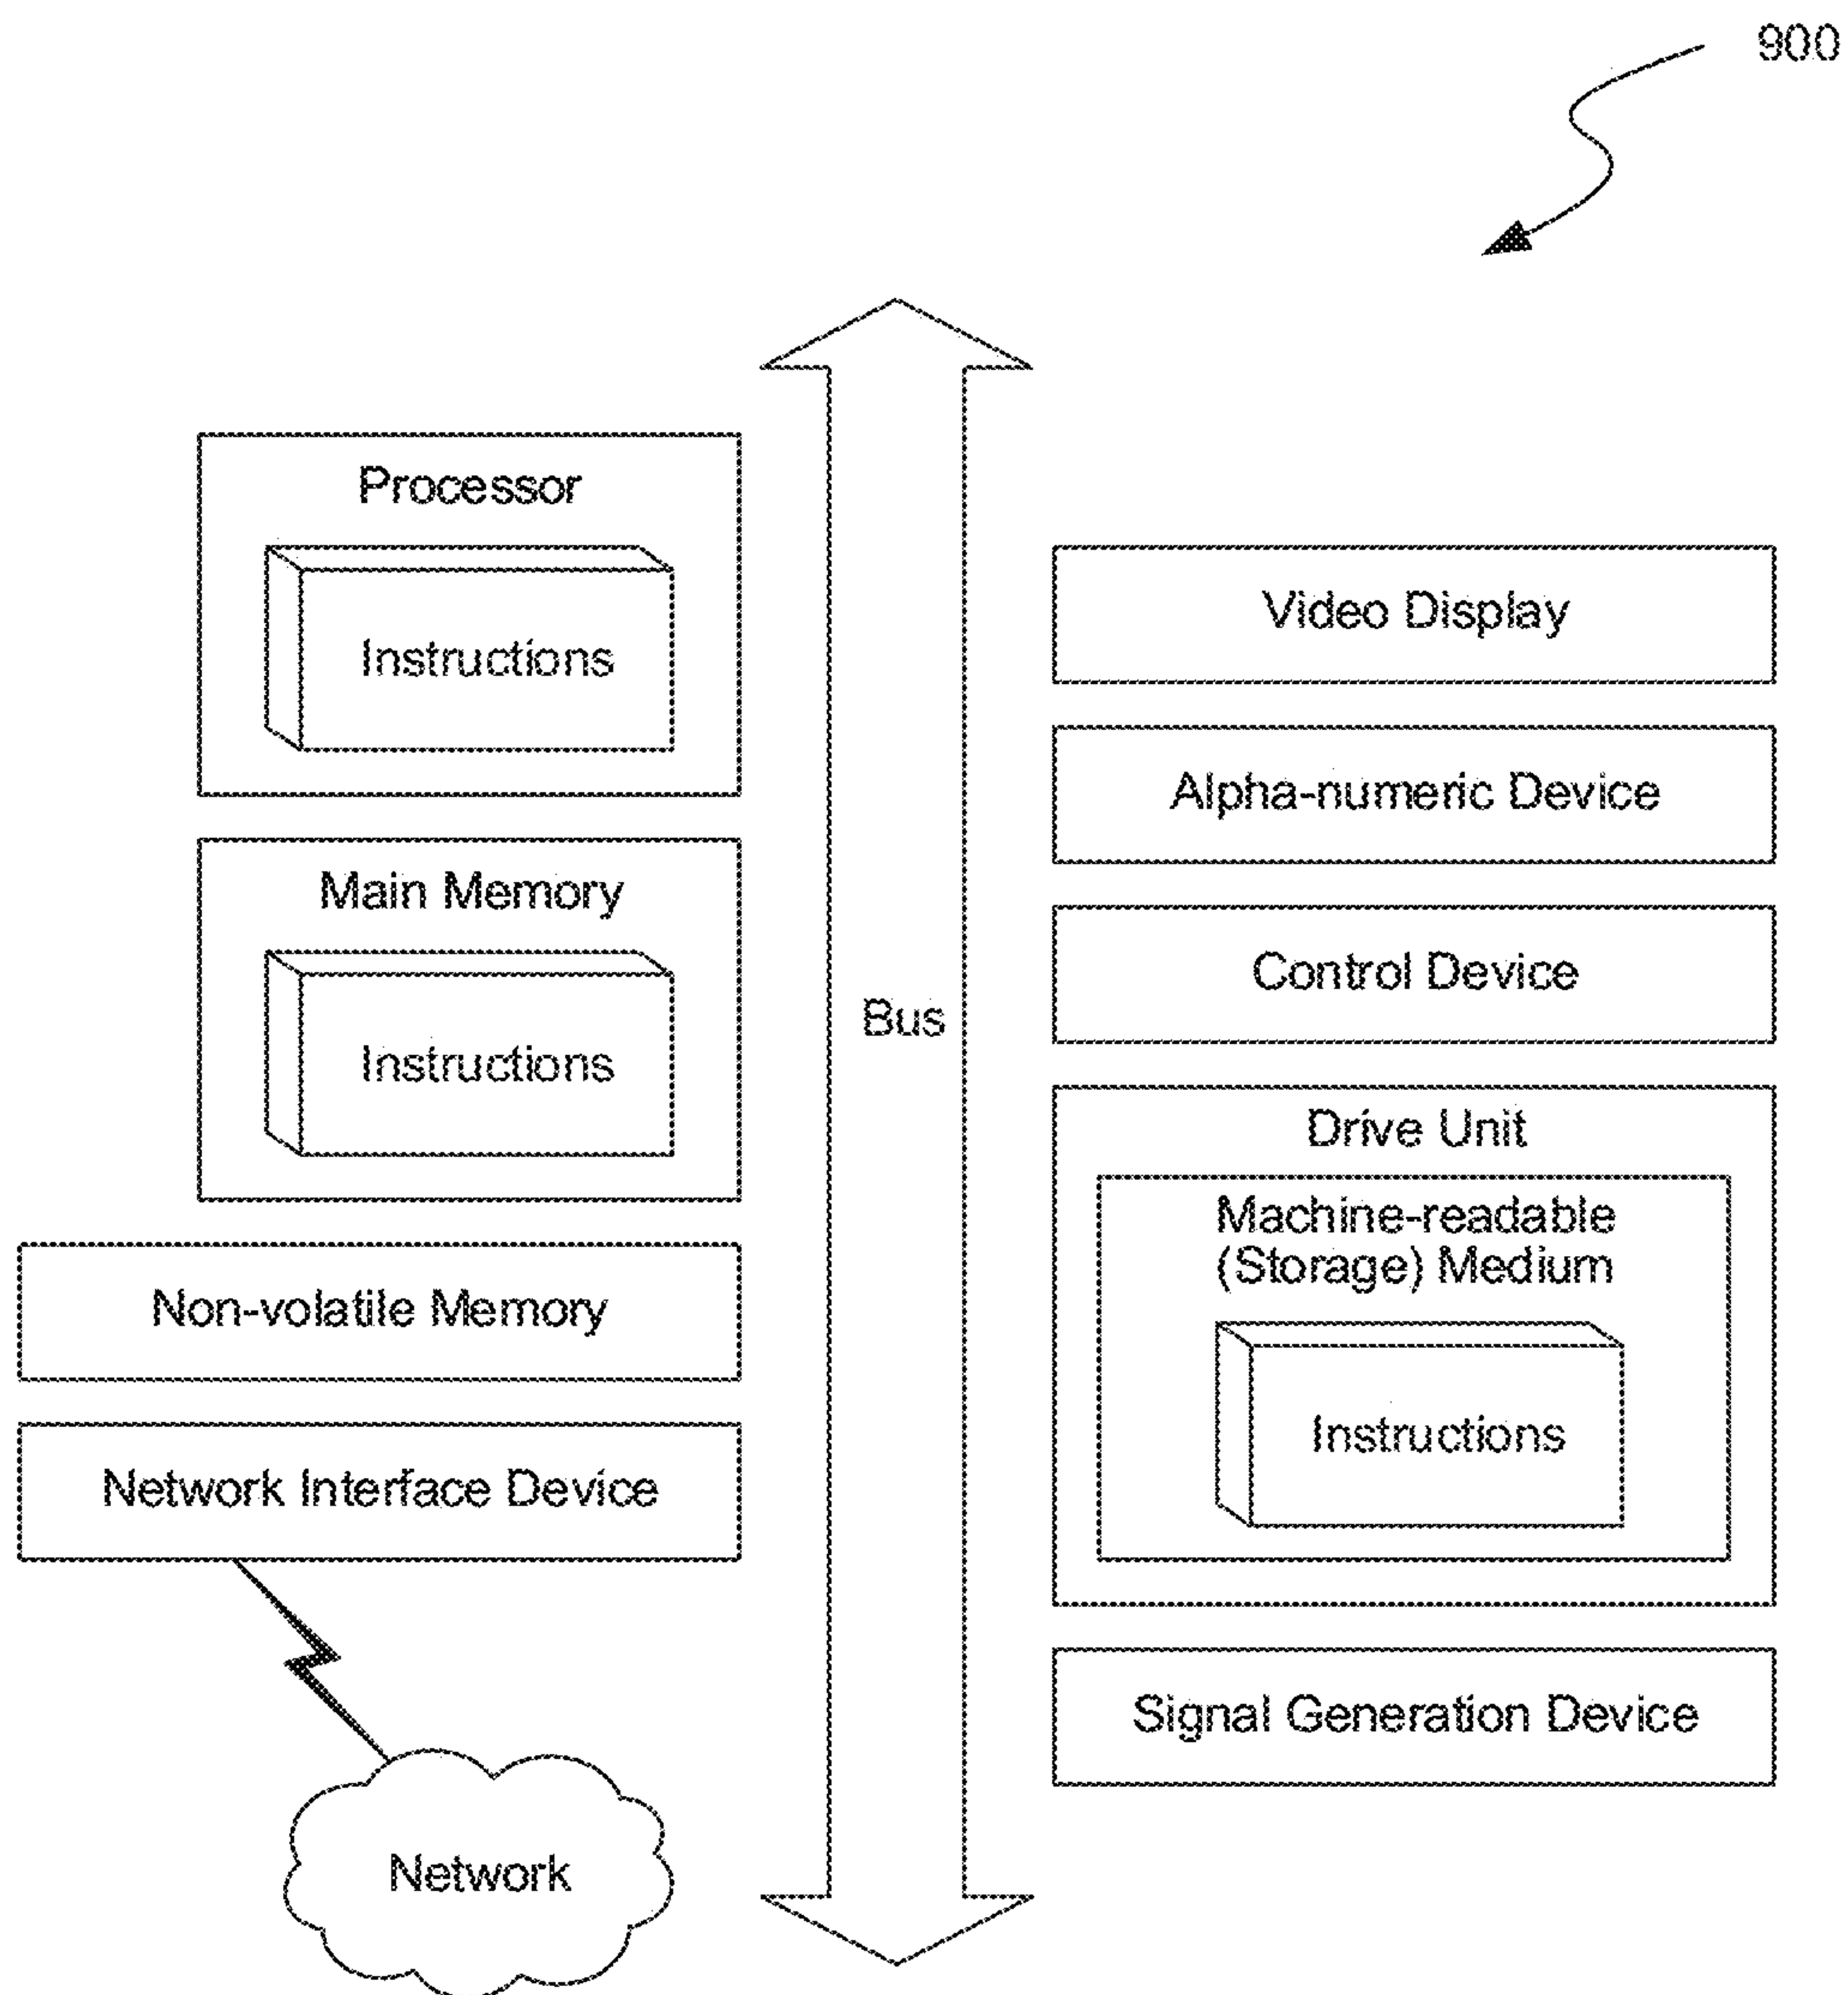 900
Processor
Instructions
Main Memory
Instructions
Non-volatile Memory
Network Interface Device
Network
Bus
Video Display
Alpha-numeric Device
Control Device
Drive Unit
Machine-readable
(Storage) Medium
Instructions
Signal Generation Device